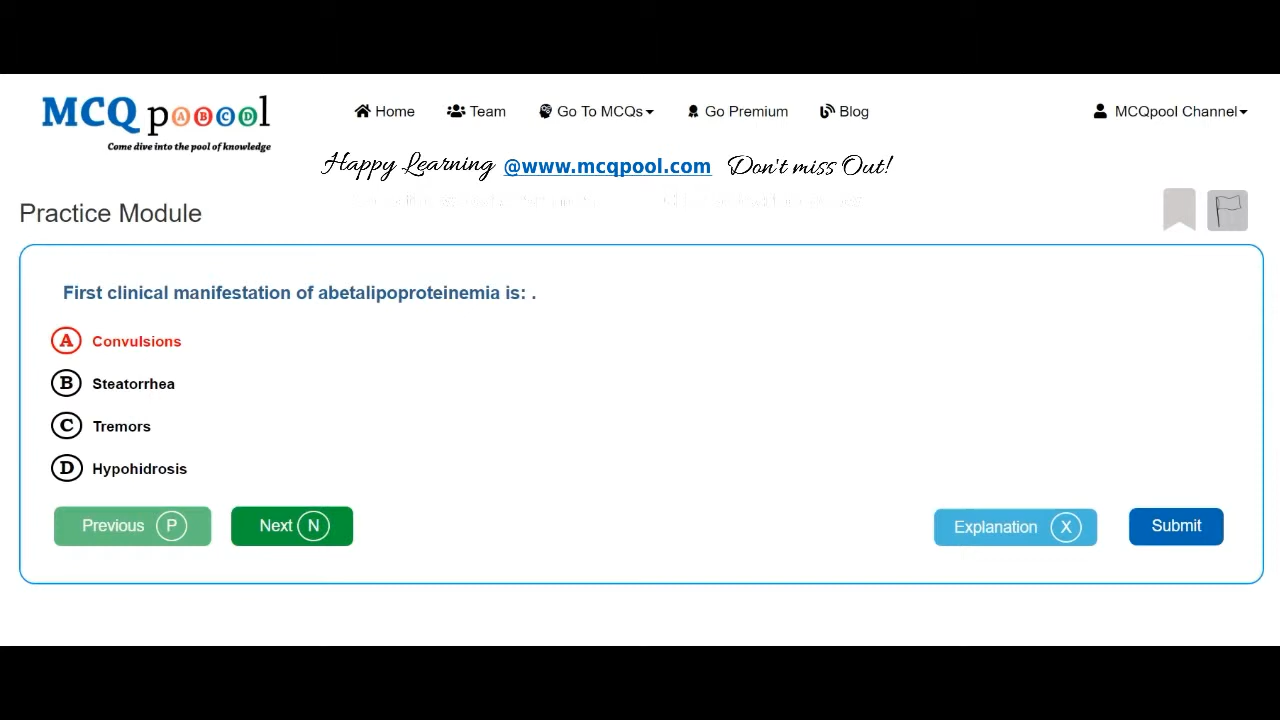 MCQ pooool
Come dive into the pool of knowledge
Home Team Go To MCQs Go Premium Blog MCQpool Channel
Happy Learning @www.mcqpool.com Don't miss Out!
Practice Module
First clinical manifestation of abetalipoproteinemia is: .
A Convulsions
B Steatorrhea
C Tremors
D Hypohidrosis
Previous P Next N Explanation X Submit